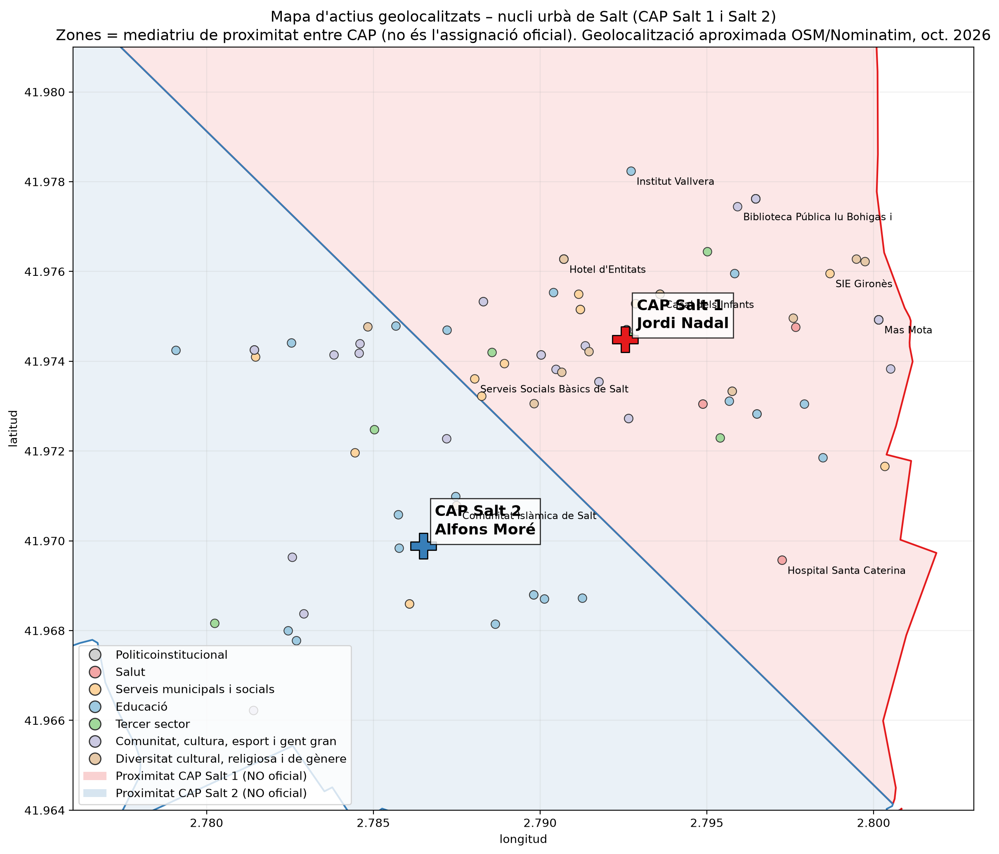 Mapa d'actius geolocalitzats – nucli urbà de Salt (CAP Salt 1 i Salt 2)
Zones = mediatriu de proximitat entre CAP (no és l'assignació oficial). Geolocalització aproximada OSM/Nominatim, oct. 2026
41.980
41.978
Institut Vallvera
Biblioteca Pública Iu Bohigas i
41.976
Hotel d'Entitats
SIE Gironès
CAP Salt 1
Casal dels Infants
Jordi Nadal
Mas Mota
41.974
Serveis Socials Bàsics de Salt
latitud
41.972
CAP Salt 2
Comunitat Islàmica de Salt
Alfons Moré
41.970
Hospital Santa Caterina
41.968
Politicoinstitucional
Salut
Serveis municipals i socials
Educació
41.966
Tercer sector
Comunitat, cultura, esport i gent gran
Diversitat cultural, religiosa i de gènere
Proximitat CAP Salt 1 (NO oficial)
Proximitat CAP Salt 2 (NO oficial)
41.964
2.780 2.785 2.790 2.795 2.800
longitud